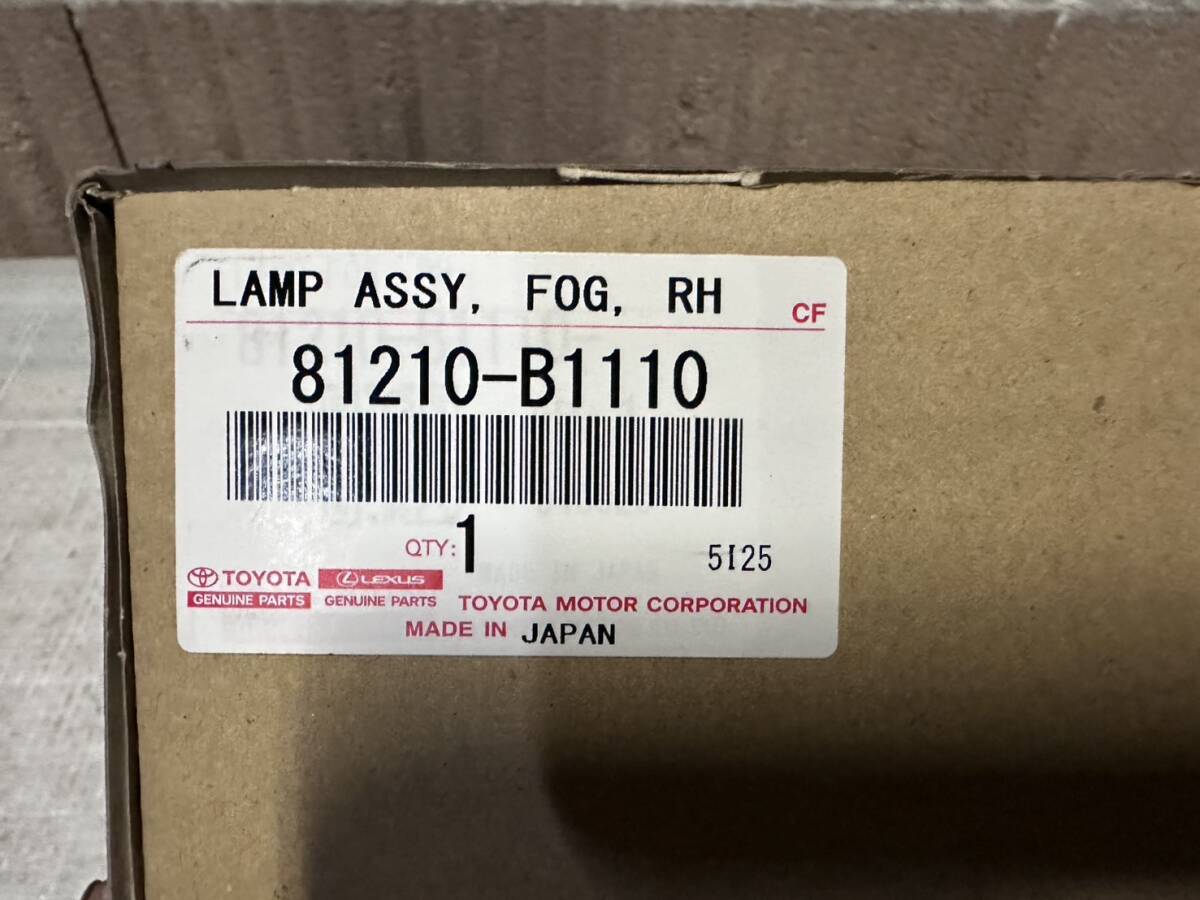 LAMP ASSY, FOG, RH
CF
81210-B1110
QTY: 1
5I25
TOYOTA LEXUS
GENUINE PARTS GENUINE PARTS TOYOTA MOTOR CORPORATION
MADE IN JAPAN